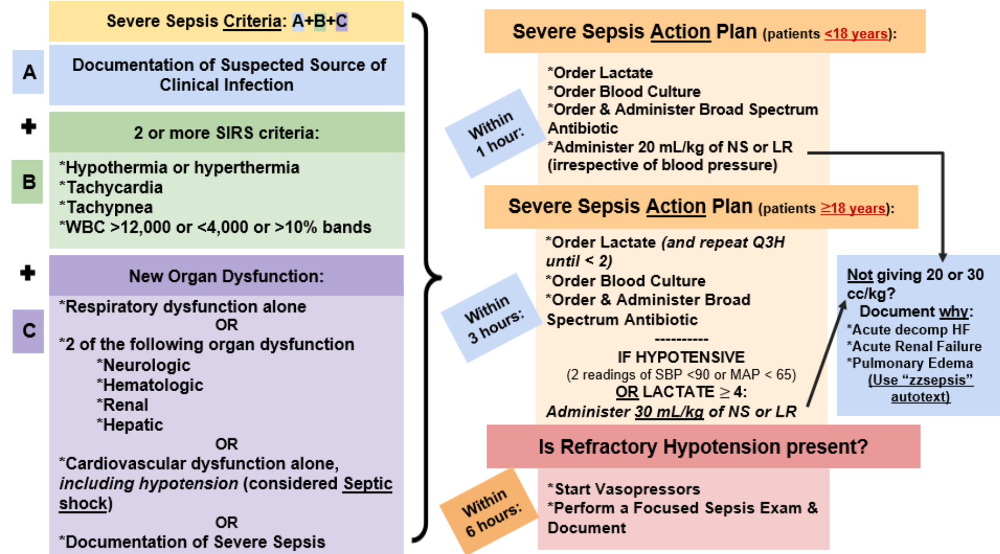 Severe Sepsis Criteria: A+B+C
A
Documentation of Suspected Source of
Clinical Infection
+
2 or more SIRS criteria:
B
*Hypothermia or hyperthermia
*Tachycardia
*Tachypnea
*WBC >12,000 or <4,000 or >10% bands
+
New Organ Dysfunction:
C
*Respiratory dysfunction alone
OR
*2 of the following organ dysfunction
*Neurologic
*Hematologic
*Renal
*Hepatic
OR
*Cardiovascular dysfunction alone,
including hypotension (considered Septic
shock)
OR
*Documentation of Severe Sepsis
Severe Sepsis Action Plan (patients <18 years):
Within
1 hour:
*Order Lactate
*Order Blood Culture
*Order & Administer Broad Spectrum
Antibiotic
*Administer 20 mL/kg of NS or LR
(irrespective of blood pressure)
Severe Sepsis Action Plan (patients ≥18 years):
Within
3 hours:
*Order Lactate (and repeat Q3H
until < 2)
*Order Blood Culture
*Order & Administer Broad
Spectrum Antibiotic
----------
IF HYPOTENSIVE
(2 readings of SBP <90 or MAP < 65)
OR LACTATE ≥ 4:
Administer 30 mL/kg of NS or LR
Not giving 20 or 30
cc/kg?
Document why:
*Acute decomp HF
*Acute Renal Failure
*Pulmonary Edema
(Use “zzsepsis”
autotext)
Is Refractory Hypotension present?
Within
6 hours:
*Start Vasopressors
*Perform a Focused Sepsis Exam &
Document